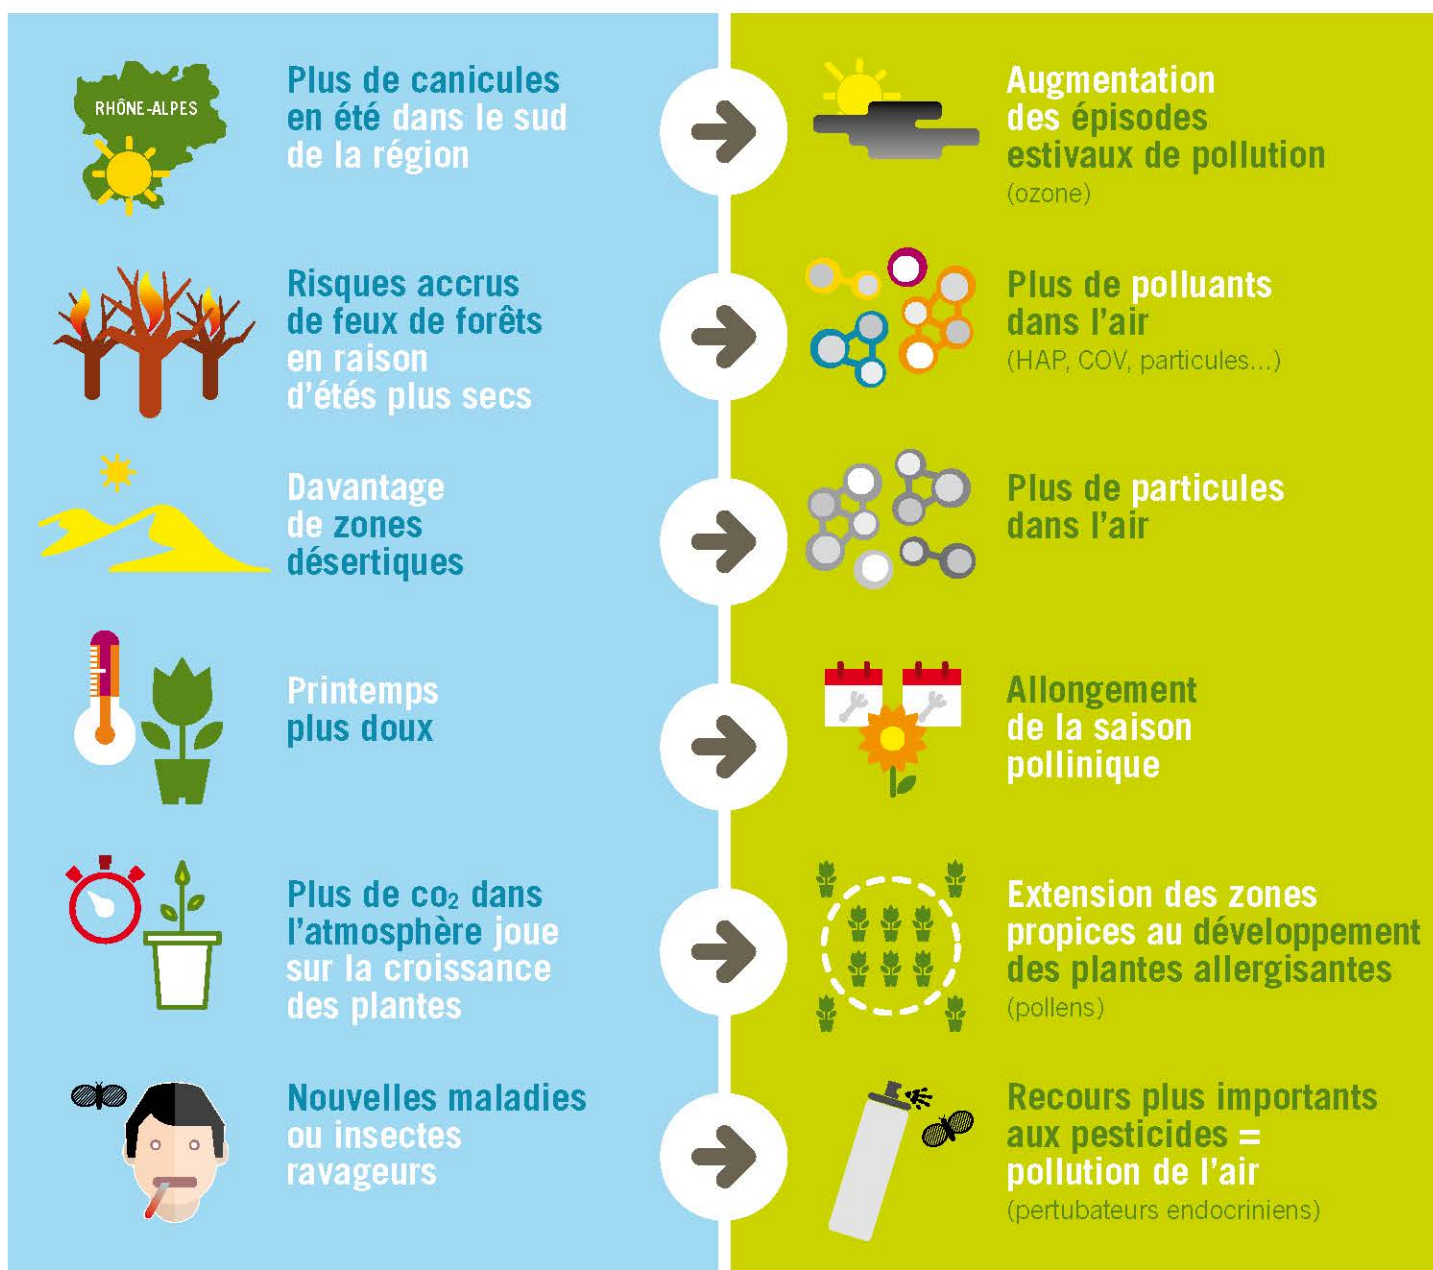 RHÔNE-ALPES
Plus de canicules
en été dans le sud
de la région
Augmentation
des épisodes
estivaux de pollution
(ozone)
Risques accrus
de feux de forêts
en raison
d'étés plus secs
Plus de polluants
dans l'air
(HAP, COV, particules...)
Davantage
de zones
désertiques
Plus de particules
dans l'air
Printemps
plus doux
Allongement
de la saison
pollinique
Plus de co₂ dans
l'atmosphère joue
sur la croissance
des plantes
Extension des zones
propices au développement
des plantes allergisantes
(pollens)
Nouvelles maladies
ou insectes
ravageurs
Recours plus importants
aux pesticides =
pollution de l'air
(pertubateurs endocriniens)